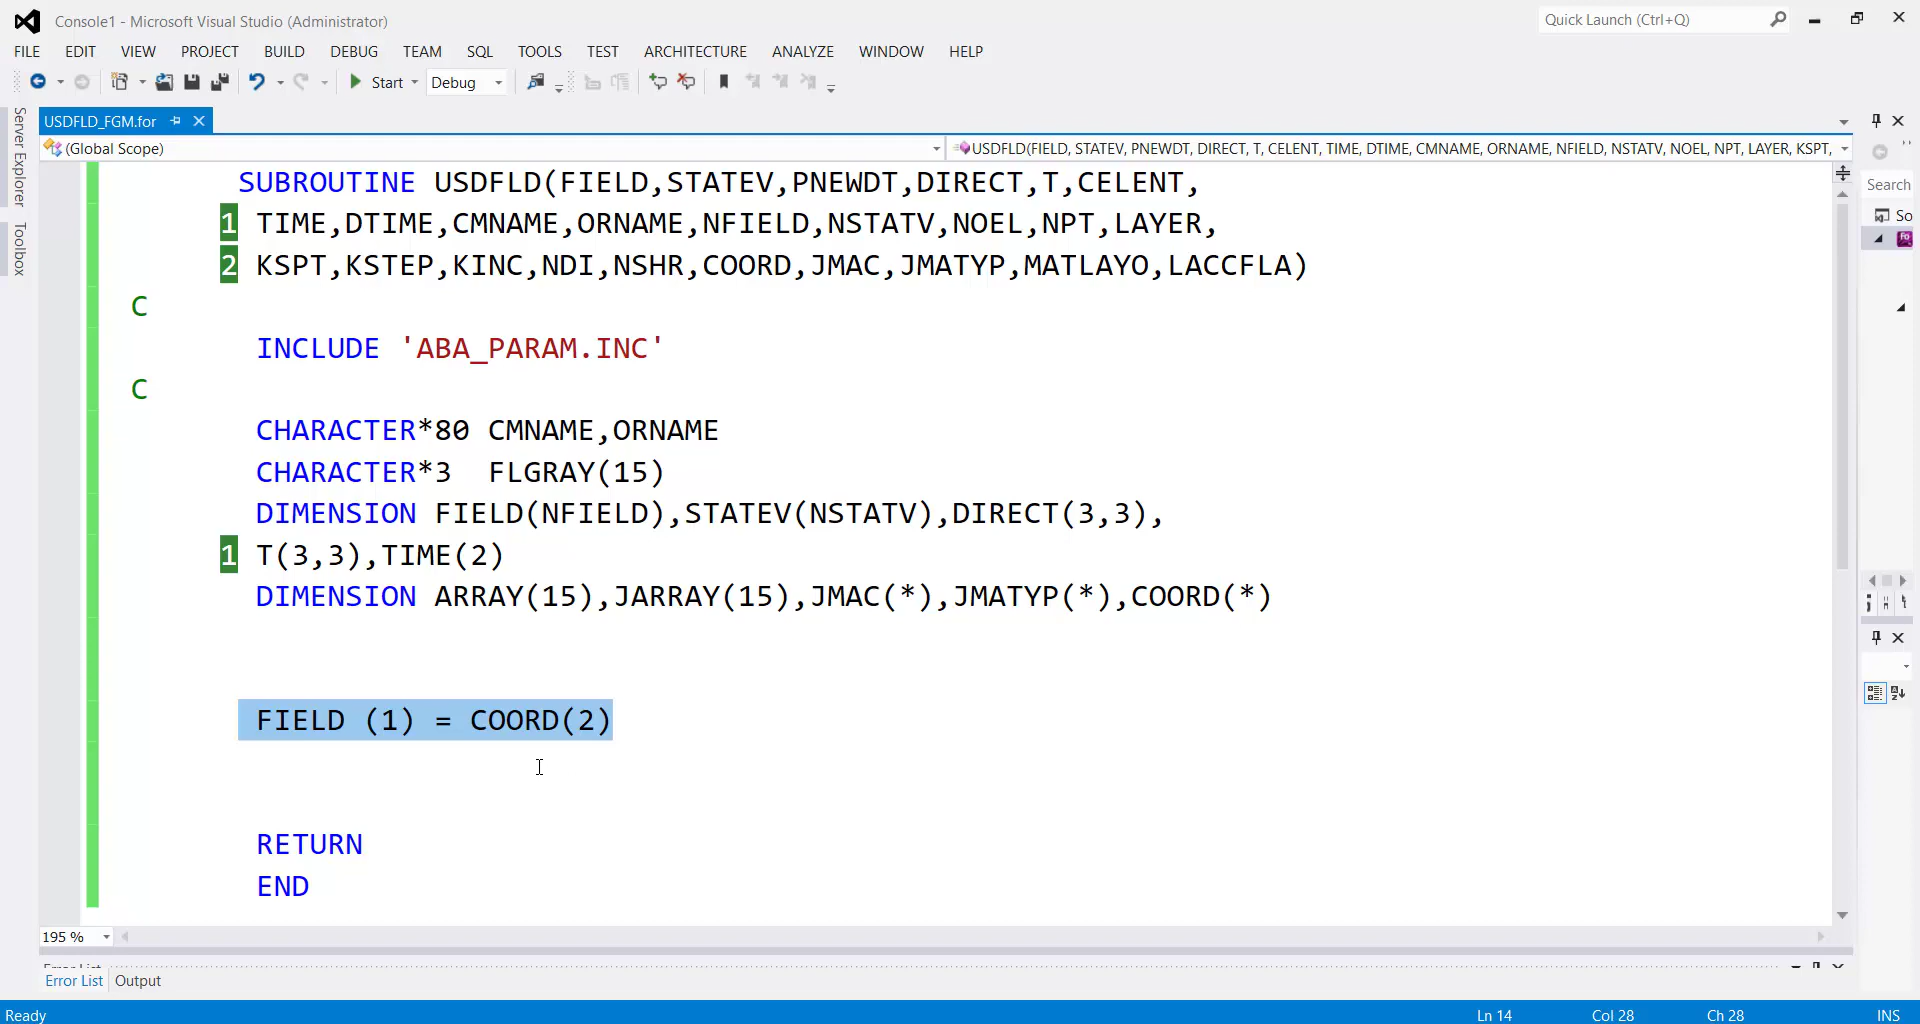 Console1 - Microsoft Visual Studio (Administrator)
Quick Launch (Ctrl+Q)
FILE EDIT VIEW PROJECT BUILD DEBUG TEAM SQL TOOLS TEST ARCHITECTURE ANALYZE WINDOW HELP
Start Debug
Server Explorer
Toolbox
USDFLD_FGM.for
(Global Scope)
USDFLD(FIELD, STATEV, PNEWDT, DIRECT, T, CELENT, TIME, DTIME, CMNAME, ORNAME, NFIELD, NSTATV, NOEL, NPT, LAYER, KSPT,
Search
So
SUBROUTINE USDFLD(FIELD,STATEV,PNEWDT,DIRECT,T,CELENT,
1 TIME,DTIME,CMNAME,ORNAME,NFIELD,NSTATV,NOEL,NPT,LAYER,
2 KSPT,KSTEP,KINC,NDI,NSHR,COORD,JMAC,JMATYP,MATLAYO,LACCFLA)
C
INCLUDE 'ABA_PARAM.INC'
C
CHARACTER*80 CMNAME,ORNAME
CHARACTER*3  FLGRAY(15)
DIMENSION FIELD(NFIELD),STATEV(NSTATV),DIRECT(3,3),
1 T(3,3),TIME(2)
DIMENSION ARRAY(15),JARRAY(15),JMAC(*),JMATYP(*),COORD(*)
FIELD (1) = COORD(2)
RETURN
END
195 %
Error List Output
Ready Ln 14 Col 28 Ch 28 INS